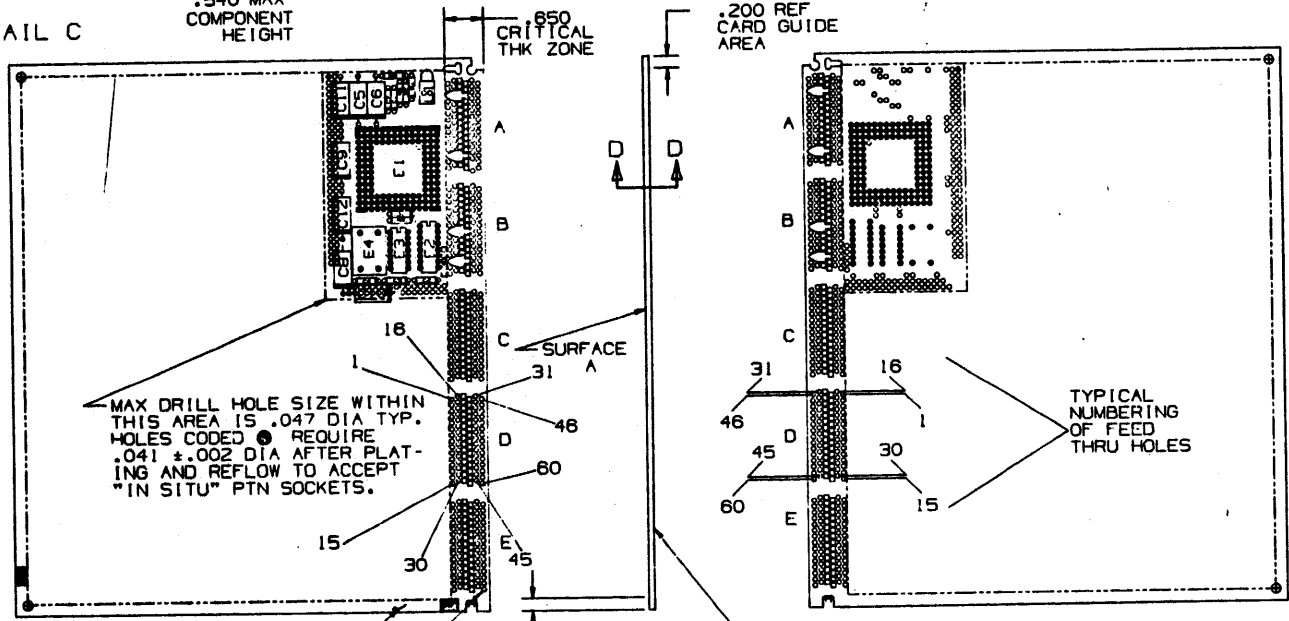 AIL C
.540 MAX
COMPONENT
HEIGHT
.650
CRITICAL
THK ZONE
.200 REF
CARD GUIDE
AREA
C11
C5
C6
C9
C12
C8
E1
E4
E3
E2
A
B
C
D
E
D D
SURFACE
A
16
1
31
46
60
15
30
45
MAX DRILL HOLE SIZE WITHIN
THIS AREA IS .047 DIA TYP.
HOLES CODED REQUIRE
.041 ±.002 DIA AFTER PLAT-
ING AND REFLOW TO ACCEPT
"IN SITU" PTN SOCKETS.
A
B
C
D
E
31
46
45
60
16
1
30
15
TYPICAL
NUMBERING
OF FEED
THRU HOLES